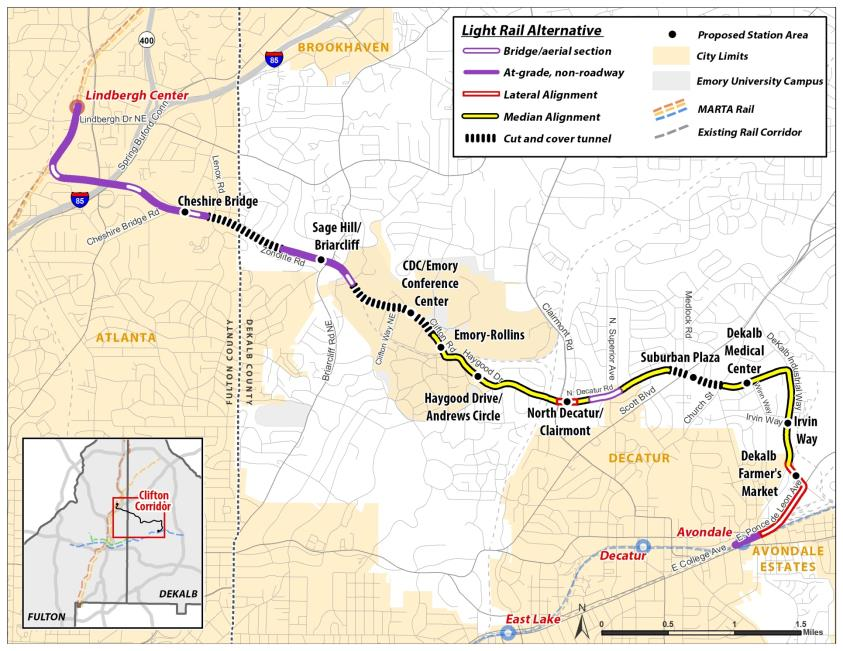 Light Rail Alternative
Bridge/aerial section
At-grade, non-roadway
Lateral Alignment
Median Alignment
Cut and cover tunnel
Proposed Station Area
City Limits
Emory University Campus
MARTA Rail
Existing Rail Corridor
400
BROOKHAVEN
85
Lindbergh Center
Lindbergh Dr NE
Spring Buford Conn
Lenox Rd
85
Cheshire Bridge
Cheshire Bridge Rd
Sage Hill/
Briarcliff
Zonolite Rd
CDC/Emory
Conference
Center
Clifton Rd
Clifton Way NE
Briarcliff Rd NE
Emory-Rollins
Haygood Dr
Clairmont Rd
N. Superior Ave
Medlock Rd
Dekalb
Medical
Center
DeKalb Industrial Way
Suburban Plaza
ATLANTA
FULTON COUNTY
DEKALB COUNTY
Haygood Drive/
Andrews Circle
N. Decatur Rd
Scott Blvd
Church St
North Decatur/
Clairmont
Winn Way
Irvin Way
Irvin
Way
DECATUR
Dekalb
Farmer's
Market
E Ponce de Leon Ave
Avondale
E College Ave
AVONDALE
ESTATES
Decatur
East Lake
Clifton
Corridor
DEKALB
FULTON
N
0 0.5 1 1.5
Miles